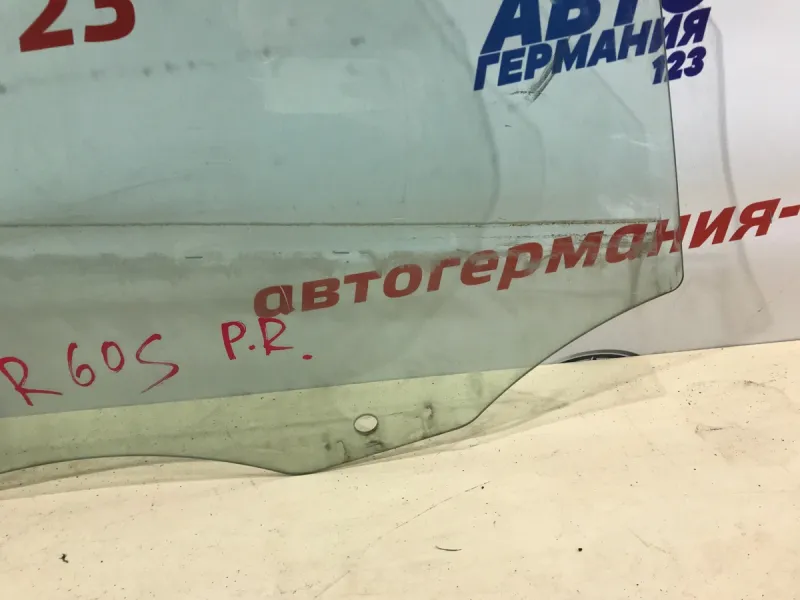 23
АВТО
ГЕРМАНИЯ
123
автогермания-
R60S P.R.